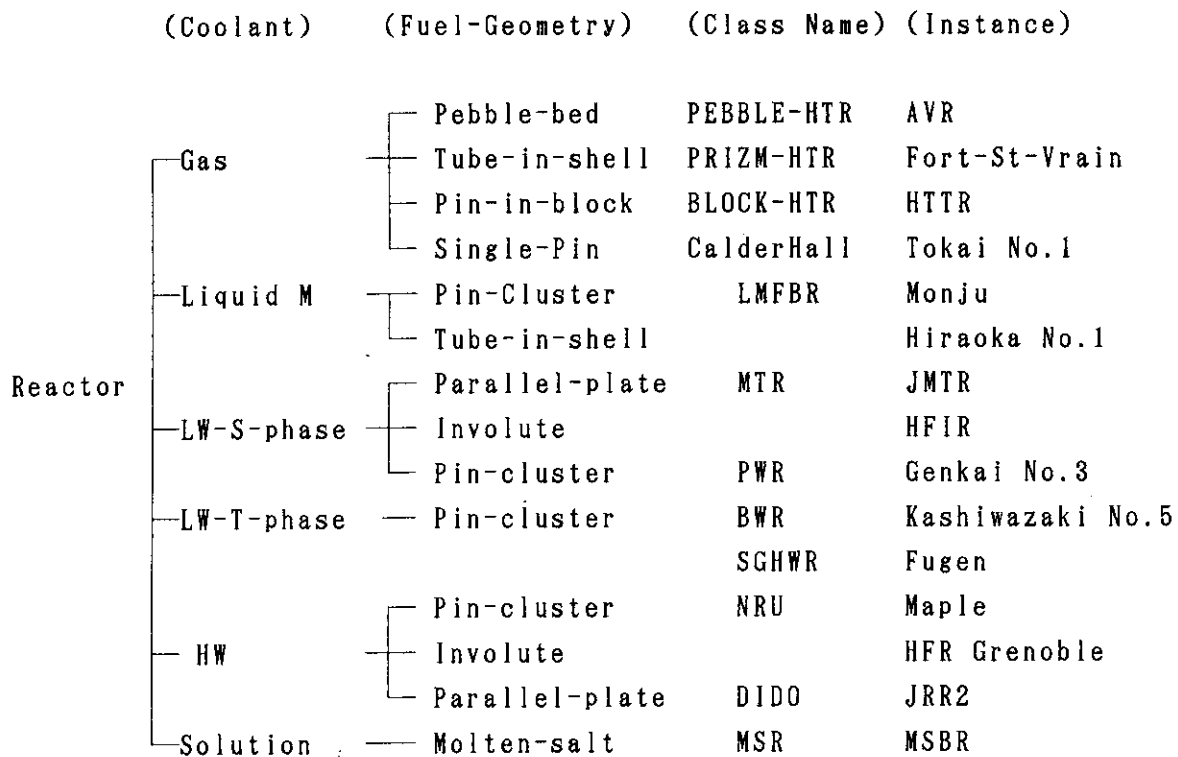 (Coolant) (Fuel-Geometry) (Class Name) (Instance)
Pebble-bed PEBBLE-HTR AVR
Gas Tube-in-shell PRIZM-HTR Fort-St-Vrain
Pin-in-block BLOCK-HTR HTTR
Single-Pin CalderHall Tokai No.1
Liquid M Pin-Cluster LMFBR Monju
Tube-in-shell Hiraoka No.1
Reactor Parallel-plate MTR JMTR
LW-S-phase Involute HFIR
Pin-cluster PWR Genkai No.3
LW-T-phase Pin-cluster BWR Kashiwazaki No.5
SGHWR Fugen
Pin-cluster NRU Maple
HW Involute HFR Grenoble
Parallel-plate DIDO JRR2
Solution Molten-salt MSR MSBR